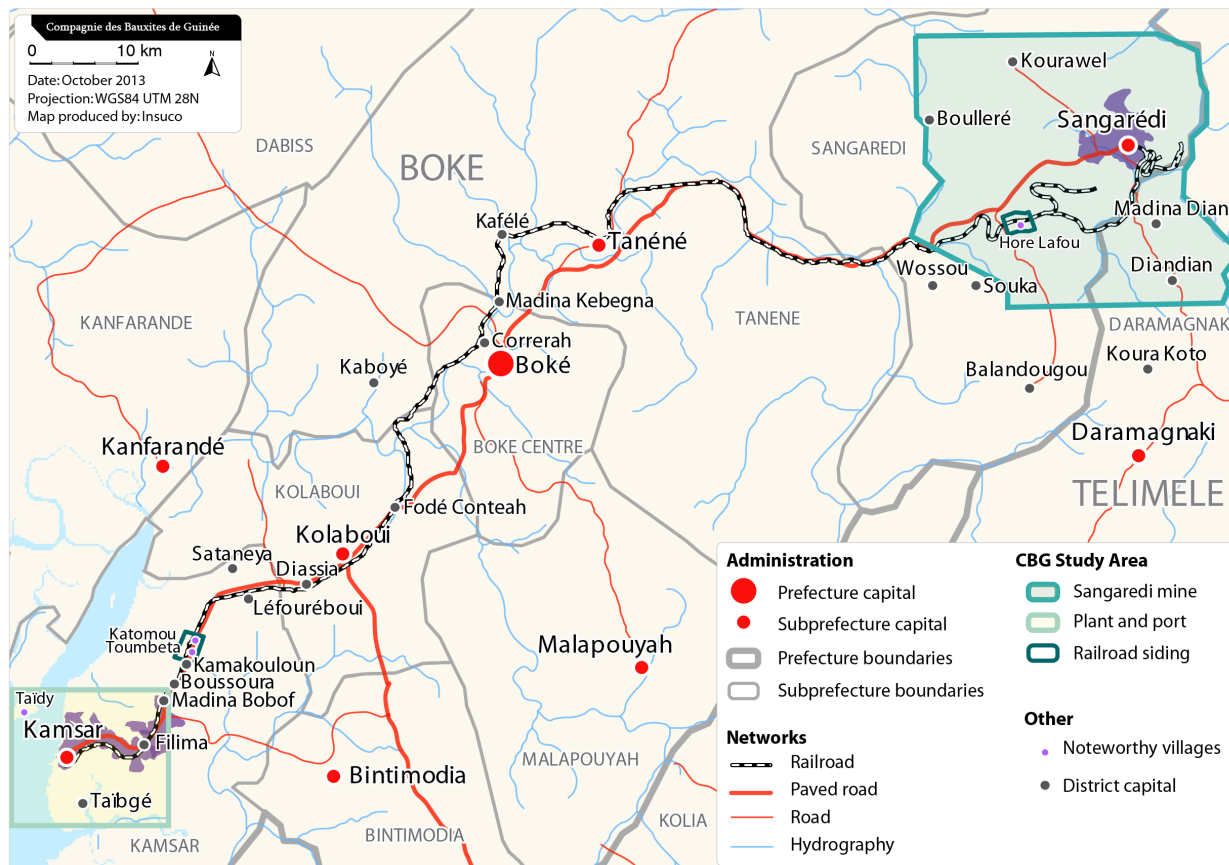 Compagnie des Bauxites de Guinée
0 10 km
N
Date: October 2013
Projection: WGS84 UTM 28N
Map produced by: Insuco
Kourawel
Boulleré
Sangarédi
DABISS
SANGAREDI
BOKE
Kafélé
Tanéné
Madina Dian
Hore Lafou
Wossou
Souka
Diandian
Madina Kebegna
KANFARANDE
TANENE
DARAMAGNAK
Correrah
Boké
Kaboyé
Koura Koto
Balandougou
Kanfarandé
BOKE CENTRE
Daramagnaki
KOLABOUI
TELIMELE
Fodé Conteah
Kolaboui
Sataneya
Diassia
Léfouréboui
Katomou
Toumbeta
Kamakouloun
Boussoura
Malapouyah
Taïdy
Madina Bobof
Kamsar
Filima
Bintimodia
MALAPOUYAH
Taïbgé
KAMSAR
BINTIMODIA
KOLIA
Administration
Prefecture capital
Subprefecture capital
Prefecture boundaries
Subprefecture boundaries
Networks
Railroad
Paved road
Road
Hydrography
CBG Study Area
Sangaredi mine
Plant and port
Railroad siding
Other
Noteworthy villages
District capital